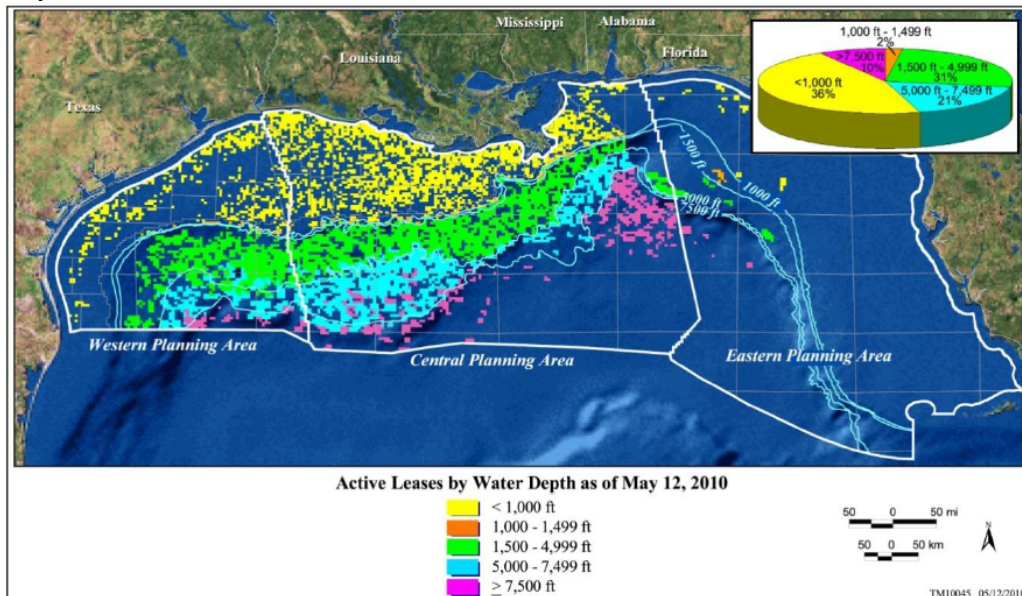 Mississippi
Alabama
Louisiana
Florida
Texas
1,000 ft - 1,499 ft
2%
>7,500 ft
10%
1,500 ft - 4,999 ft
31%
<1,000 ft
36%
5,000 ft - 7,499 ft
21%
1500 ft
1000 ft
7500 ft
Western Planning Area
Central Planning Area
Eastern Planning Area
Active Leases by Water Depth as of May 12, 2010
< 1,000 ft
1,000 - 1,499 ft
1,500 - 4,999 ft
5,000 - 7,499 ft
≥ 7,500 ft
50 0 50 mi
50 0 50 km
N
TM10045 05/12/2010